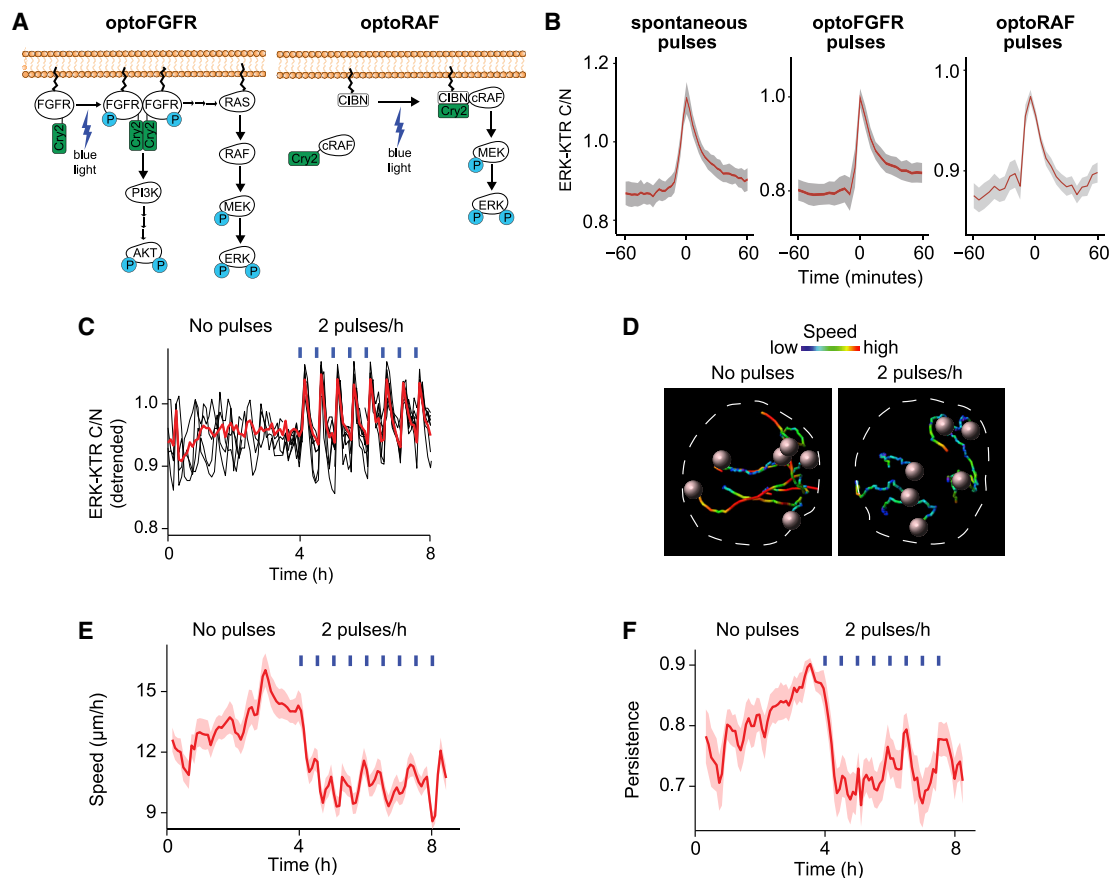 A
optoFGFR
optoRAF
FGFR
FGFR
FGFR
RAS
CIBN
CIBN
cRAF
Cry2
P
P
Cry2
Cry2
Cry2
blue
light
Cry2
cRAF
blue
light
RAF
MEK
P
PI3K
MEK
P
ERK
P
P
AKT
P
P
ERK
P
P
B
spontaneous
pulses
optoFGFR
pulses
optoRAF
pulses
ERK-KTR C/N
1.2
1.0
0.8
1.0
0.8
1.0
0.9
−60
0
60
−60
0
60
−60
0
60
Time (minutes)
C
No pulses
2 pulses/h
ERK-KTR C/N
(detrended)
1.0
0.9
0.8
0
4
8
Time (h)
D
Speed
low
high
No pulses
2 pulses/h
E
No pulses
2 pulses/h
Speed (µm/h)
15
12
9
0
4
8
Time (h)
F
No pulses
2 pulses/h
Persistence
0.9
0.8
0.7
0
4
8
Time (h)